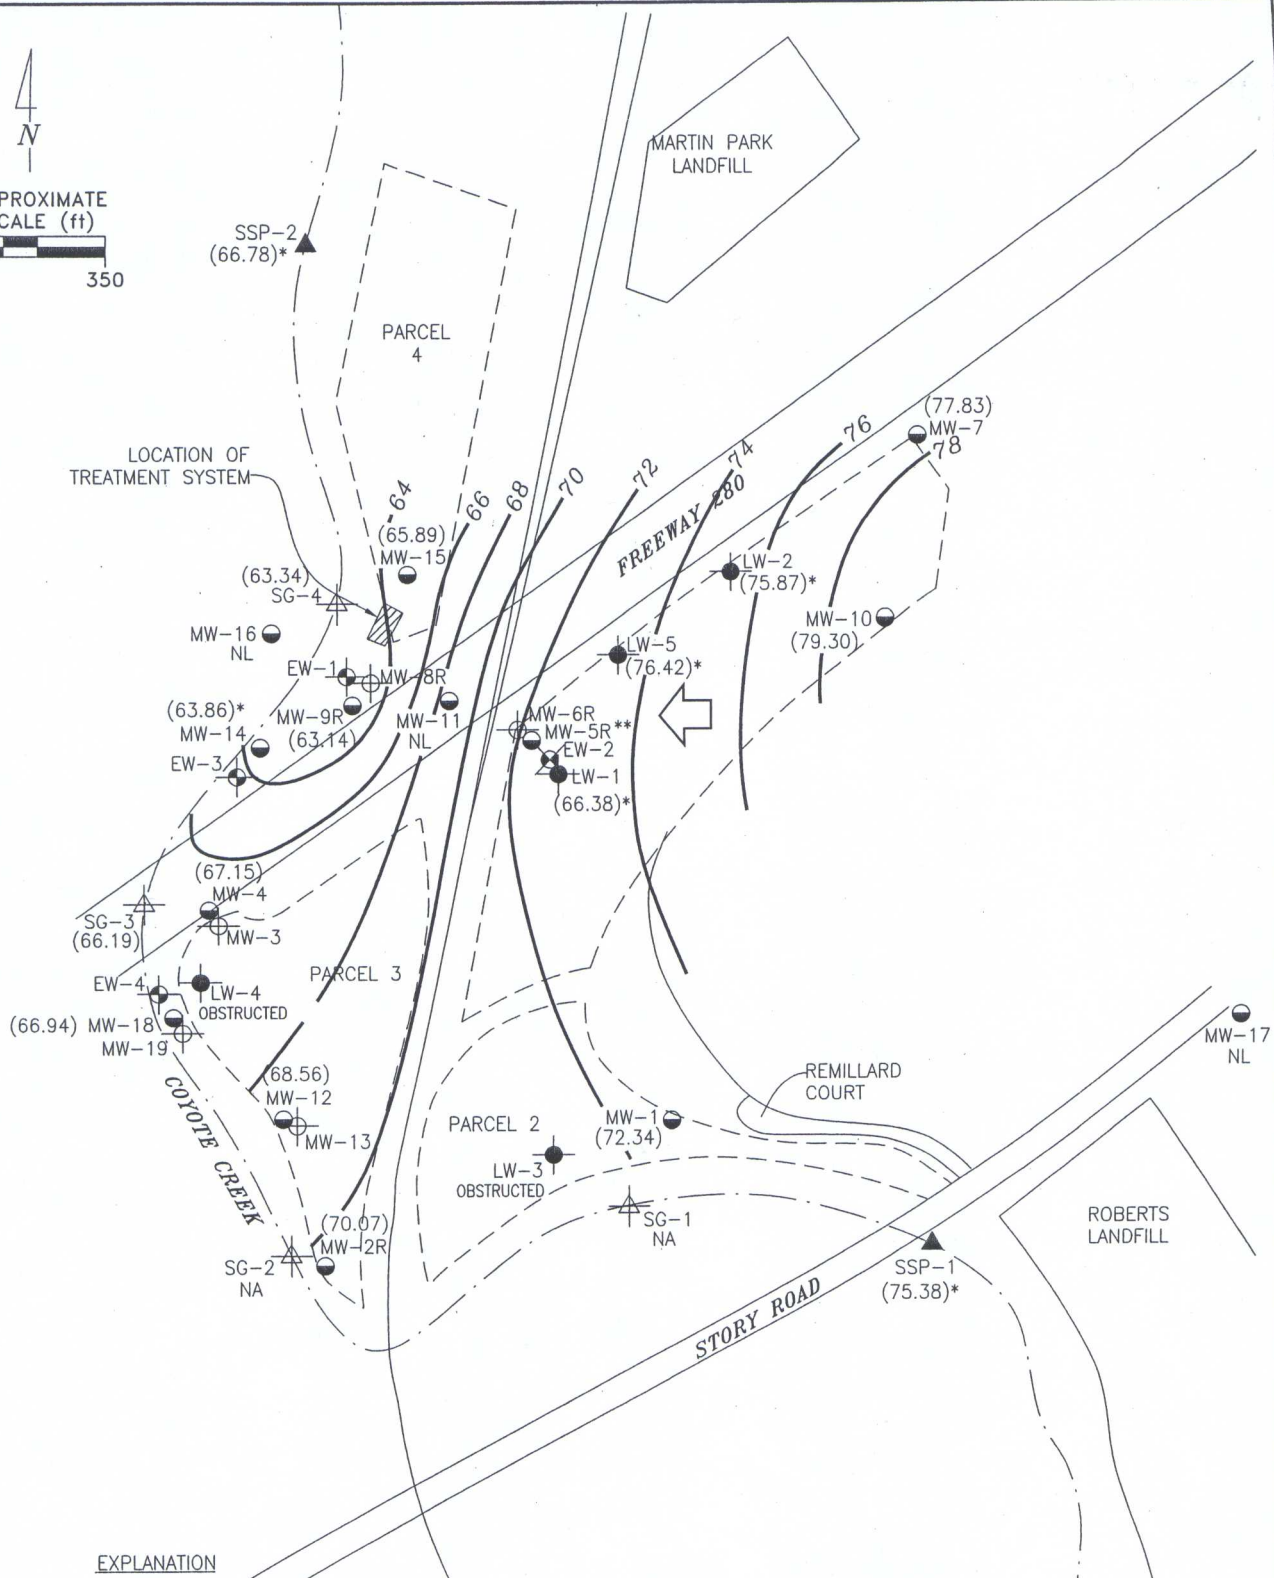 N
PROXIMATE
CALE (ft)
350
MARTIN PARK
LANDFILL
SSP-2
(66.78)*
PARCEL
4
(77.83)
MW-7
LOCATION OF
TREATMENT SYSTEM
64
66
68
70
72
74
76
78
FREEWAY 280
(65.89)
MW-15
(63.34)
SG-4
LW-2
(75.87)*
MW-10
(79.30)
MW-16
NL
LW-5
(76.42)*
EW-1
MW-8R
MW-9R
(63.14)
MW-11
NL
(63.86)*
MW-14
EW-3
MW-6R
MW-5R**
EW-2
LW-1
(66.38)*
(67.15)
MW-4
SG-3
(66.19)
MW-3
PARCEL 3
EW-4
LW-4
OBSTRUCTED
(66.94) MW-18
MW-19
MW-17
NL
COYOTE CREEK
(68.56)
MW-12
MW-13
REMILLARD
COURT
PARCEL 2
MW-1
(72.34)
LW-3
OBSTRUCTED
SG-1
NA
(70.07)
MW-2R
SG-2
NA
ROBERTS
LANDFILL
SSP-1
(75.38)*
STORY ROAD
EXPLANATION